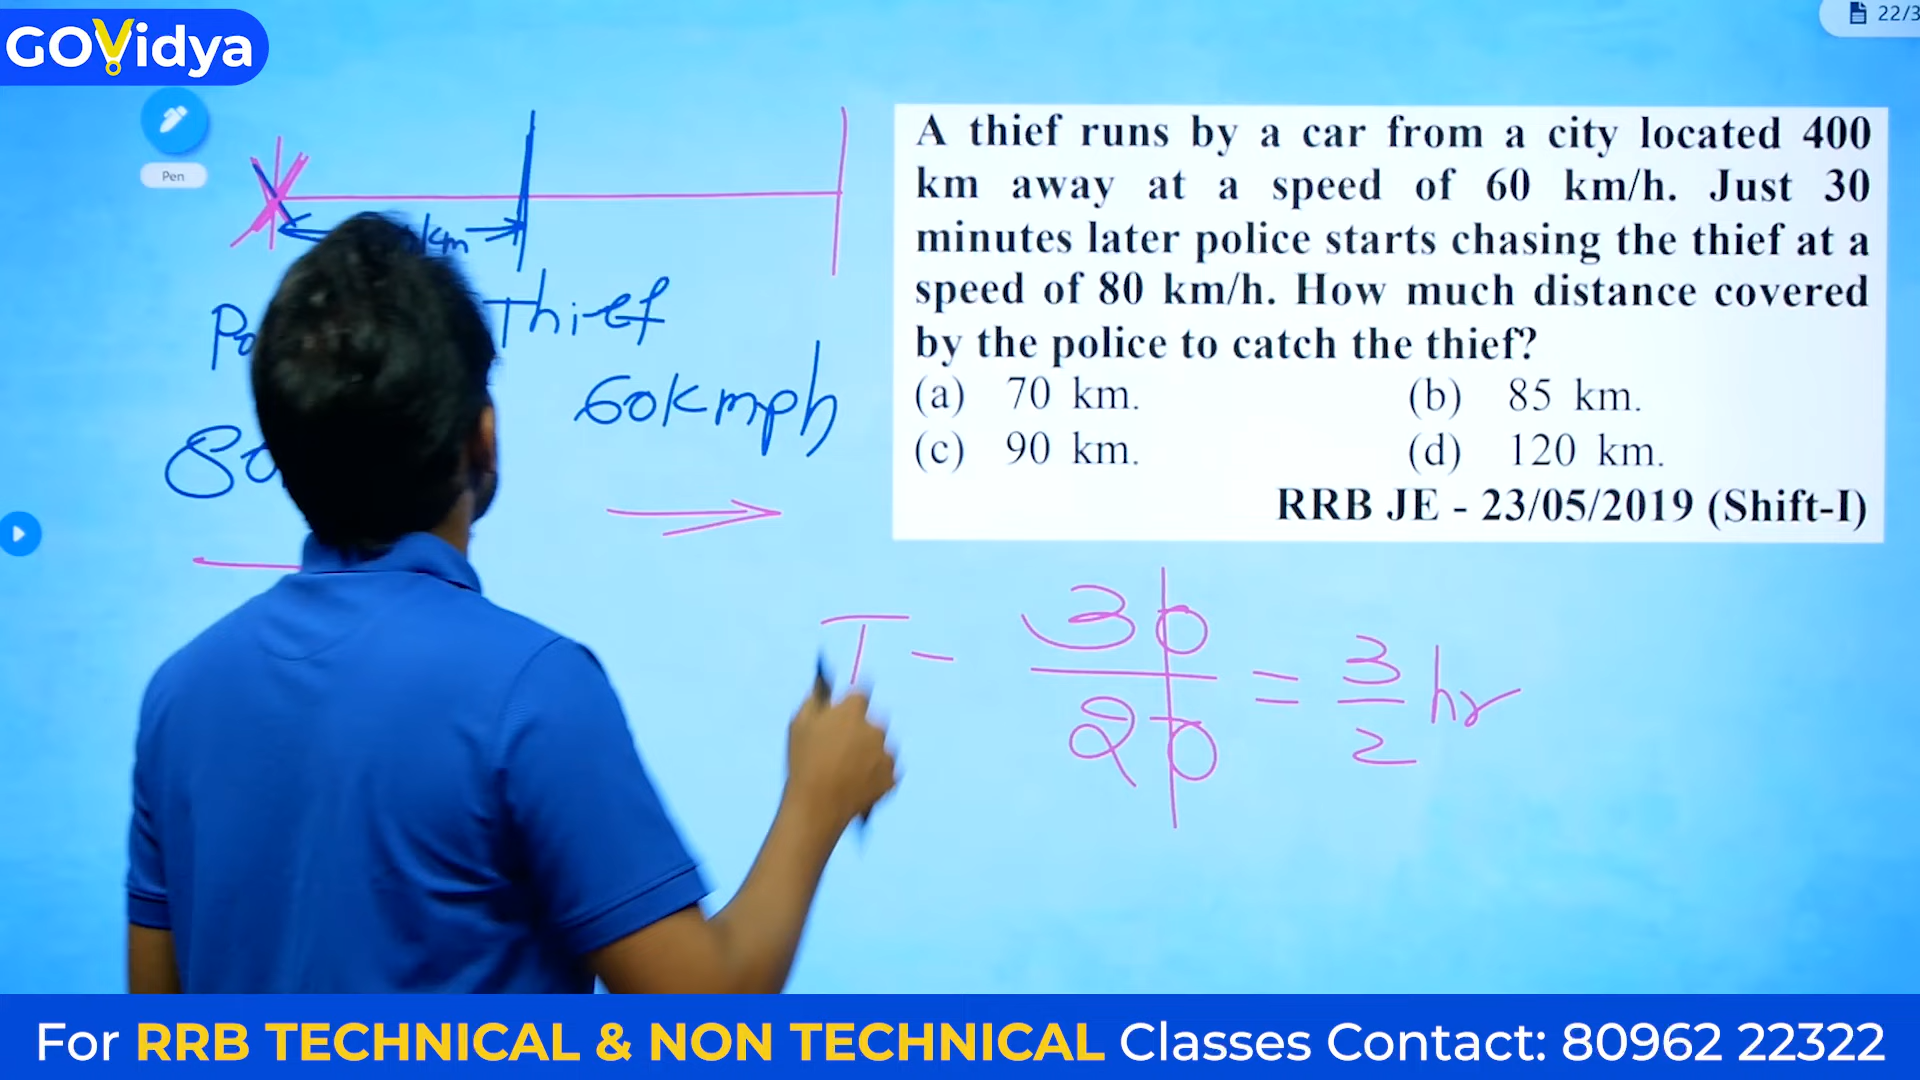 GOVidya
22/3
Pen
km
Thief
60kmph
80
A thief runs by a car from a city located 400
km away at a speed of 60 km/h. Just 30
minutes later police starts chasing the thief at a
speed of 80 km/h. How much distance covered
by the police to catch the thief?
(a) 70 km. (b) 85 km.
(c) 90 km. (d) 120 km.
RRB JE - 23/05/2019 (Shift-I)
T - 30/20 = 3/2 hr
For RRB TECHNICAL & NON TECHNICAL Classes Contact: 80962 22322